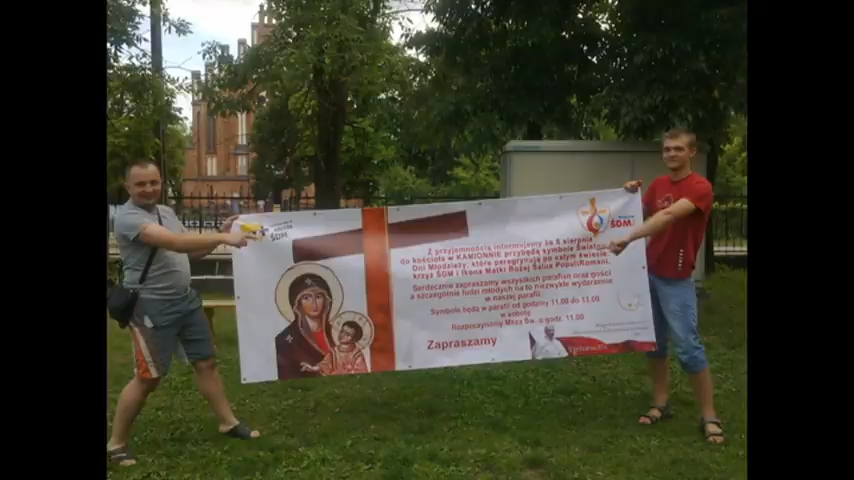 ŚDM
ŚDM
Z przyjemnością informujemy że 6 sierpnia
do kościoła w KAMIONNIE przybędą symbole Światowych
Dni Młodzieży, które peregrynują po całym świecie:
krzyż ŚDM i Ikona Matki Bożej Salus PopuliRomani.
Serdecznie zapraszamy wszystkich parafian oraz gości
a szczególnie ludzi młodych na to niezwykłe wydarzenie
w naszej parafii.
Symbole będą w parafii od godziny 11.00 do 13.00
w sobotę
Rozpoczynamy Mszą Św. o godz. 11.00
Zapraszamy